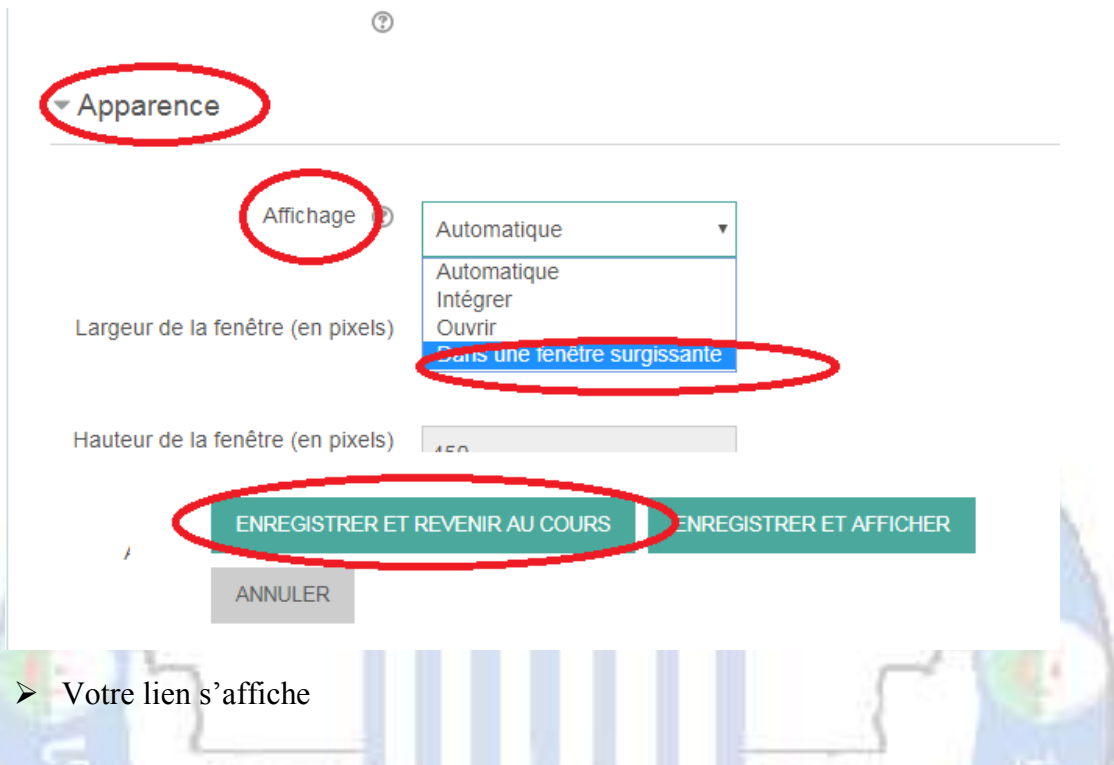 Apparence
Affichage
Automatique
Automatique
Intégrer
Largeur de la fenêtre (en pixels)
Ouvrir
Dans une fenêtre surgissante
Hauteur de la fenêtre (en pixels)
450
ENREGISTRER ET REVENIR AU COURS
ENREGISTRER ET AFFICHER
ANNULER
➢ Votre lien s’affiche